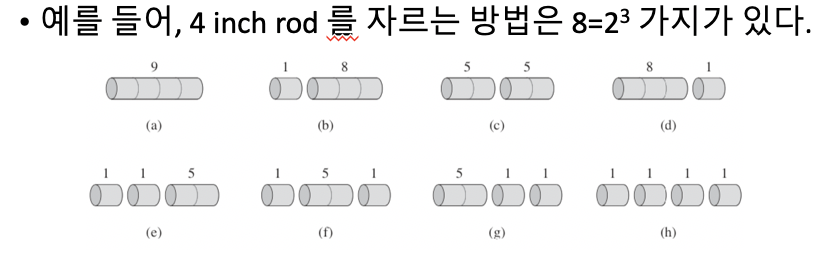 • 예를 들어, 4 inch rod 를 자르는 방법은 8=2³ 가지가 있다.
9 1 8 5 5 8 1
(a) (b) (c) (d)
1 1 5 1 5 1 5 1 1 1 1 1 1
(e) (f) (g) (h)